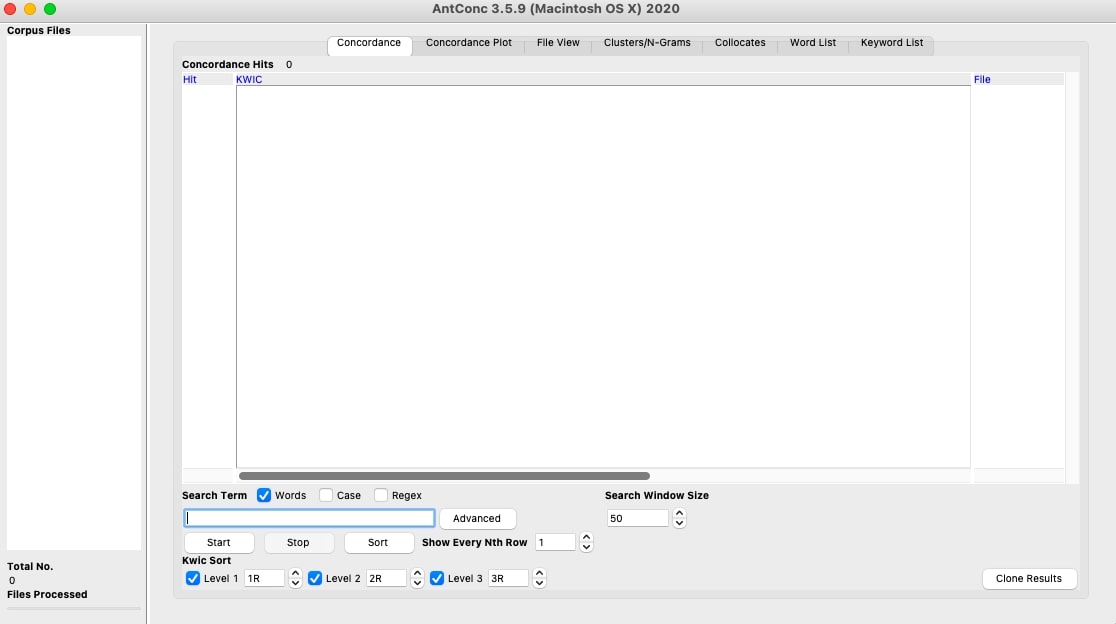 AntConc 3.5.9 (Macintosh OS X) 2020
Corpus Files
Concordance Concordance Plot File View Clusters/N-Grams Collocates Word List Keyword List
Concordance Hits 0
Hit KWIC File
Search Term Words Case Regex Search Window Size
Advanced 50
Start Stop Sort Show Every Nth Row 1
Kwic Sort
Level 1 1R Level 2 2R Level 3 3R Clone Results
Total No.
0
Files Processed